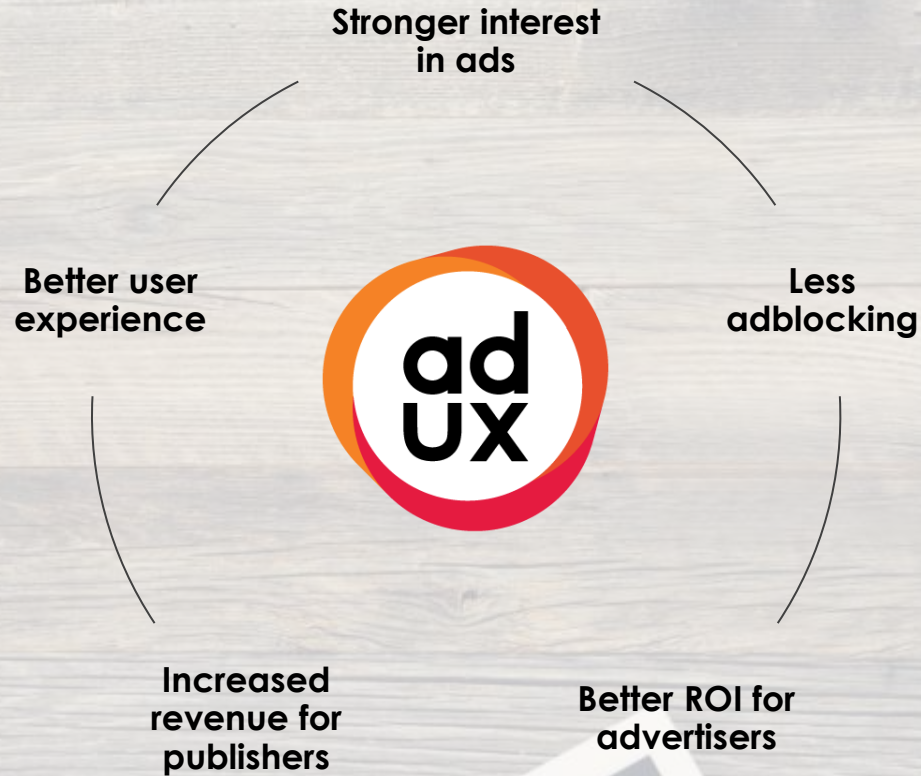 Stronger interest
in ads
Better user
experience
Less
adblocking
ad
ux
Increased
revenue for
publishers
Better ROI for
advertisers